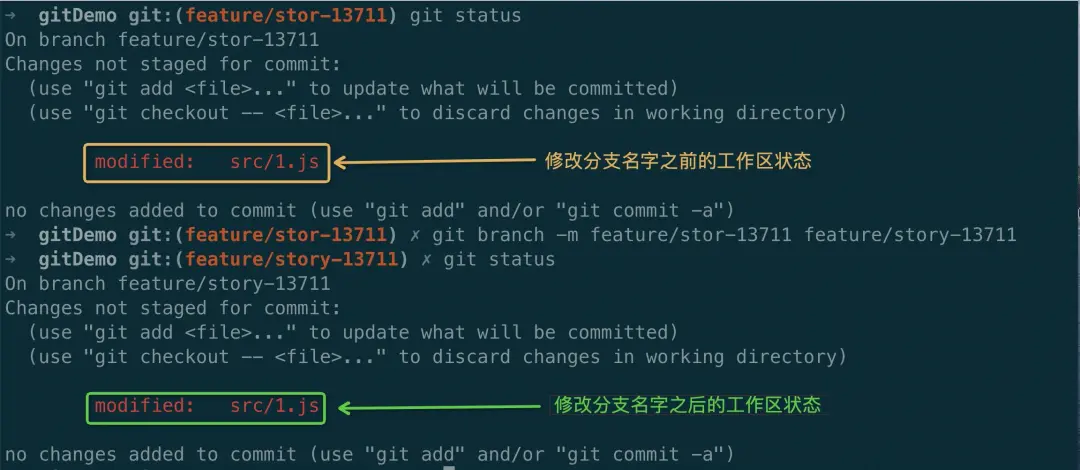 ➜  gitDemo git:(feature/stor-13711) git status
On branch feature/stor-13711
Changes not staged for commit:
  (use "git add <file>..." to update what will be committed)
  (use "git checkout -- <file>..." to discard changes in working directory)
modified:   src/1.js 修改分支名字之前的工作区状态
no changes added to commit (use "git add" and/or "git commit -a")
➜  gitDemo git:(feature/stor-13711) ✗ git branch -m feature/stor-13711 feature/story-13711
➜  gitDemo git:(feature/story-13711) ✗ git status
On branch feature/story-13711
Changes not staged for commit:
  (use "git add <file>..." to update what will be committed)
  (use "git checkout -- <file>..." to discard changes in working directory)
modified:   src/1.js 修改分支名字之后的工作区状态
no changes added to commit (use "git add" and/or "git commit -a")